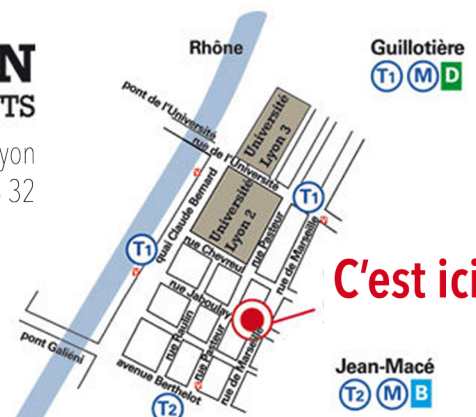 N
TS
yon
32
Rhône
Guillotière
T1 M D
pont de l'Université
Université
Lyon 3
rue de l'Université
Université
Lyon 2
T1
T1
quai Claude Bernard
rue Pasteur
rue de Marseille
rue Chevreul
C'est ici
rue Jaboulay
rue Raulin
rue Pasteur
rue de Marseille
pont Galiéni
avenue Berthelot
T2
Jean-Macé
T2 M B